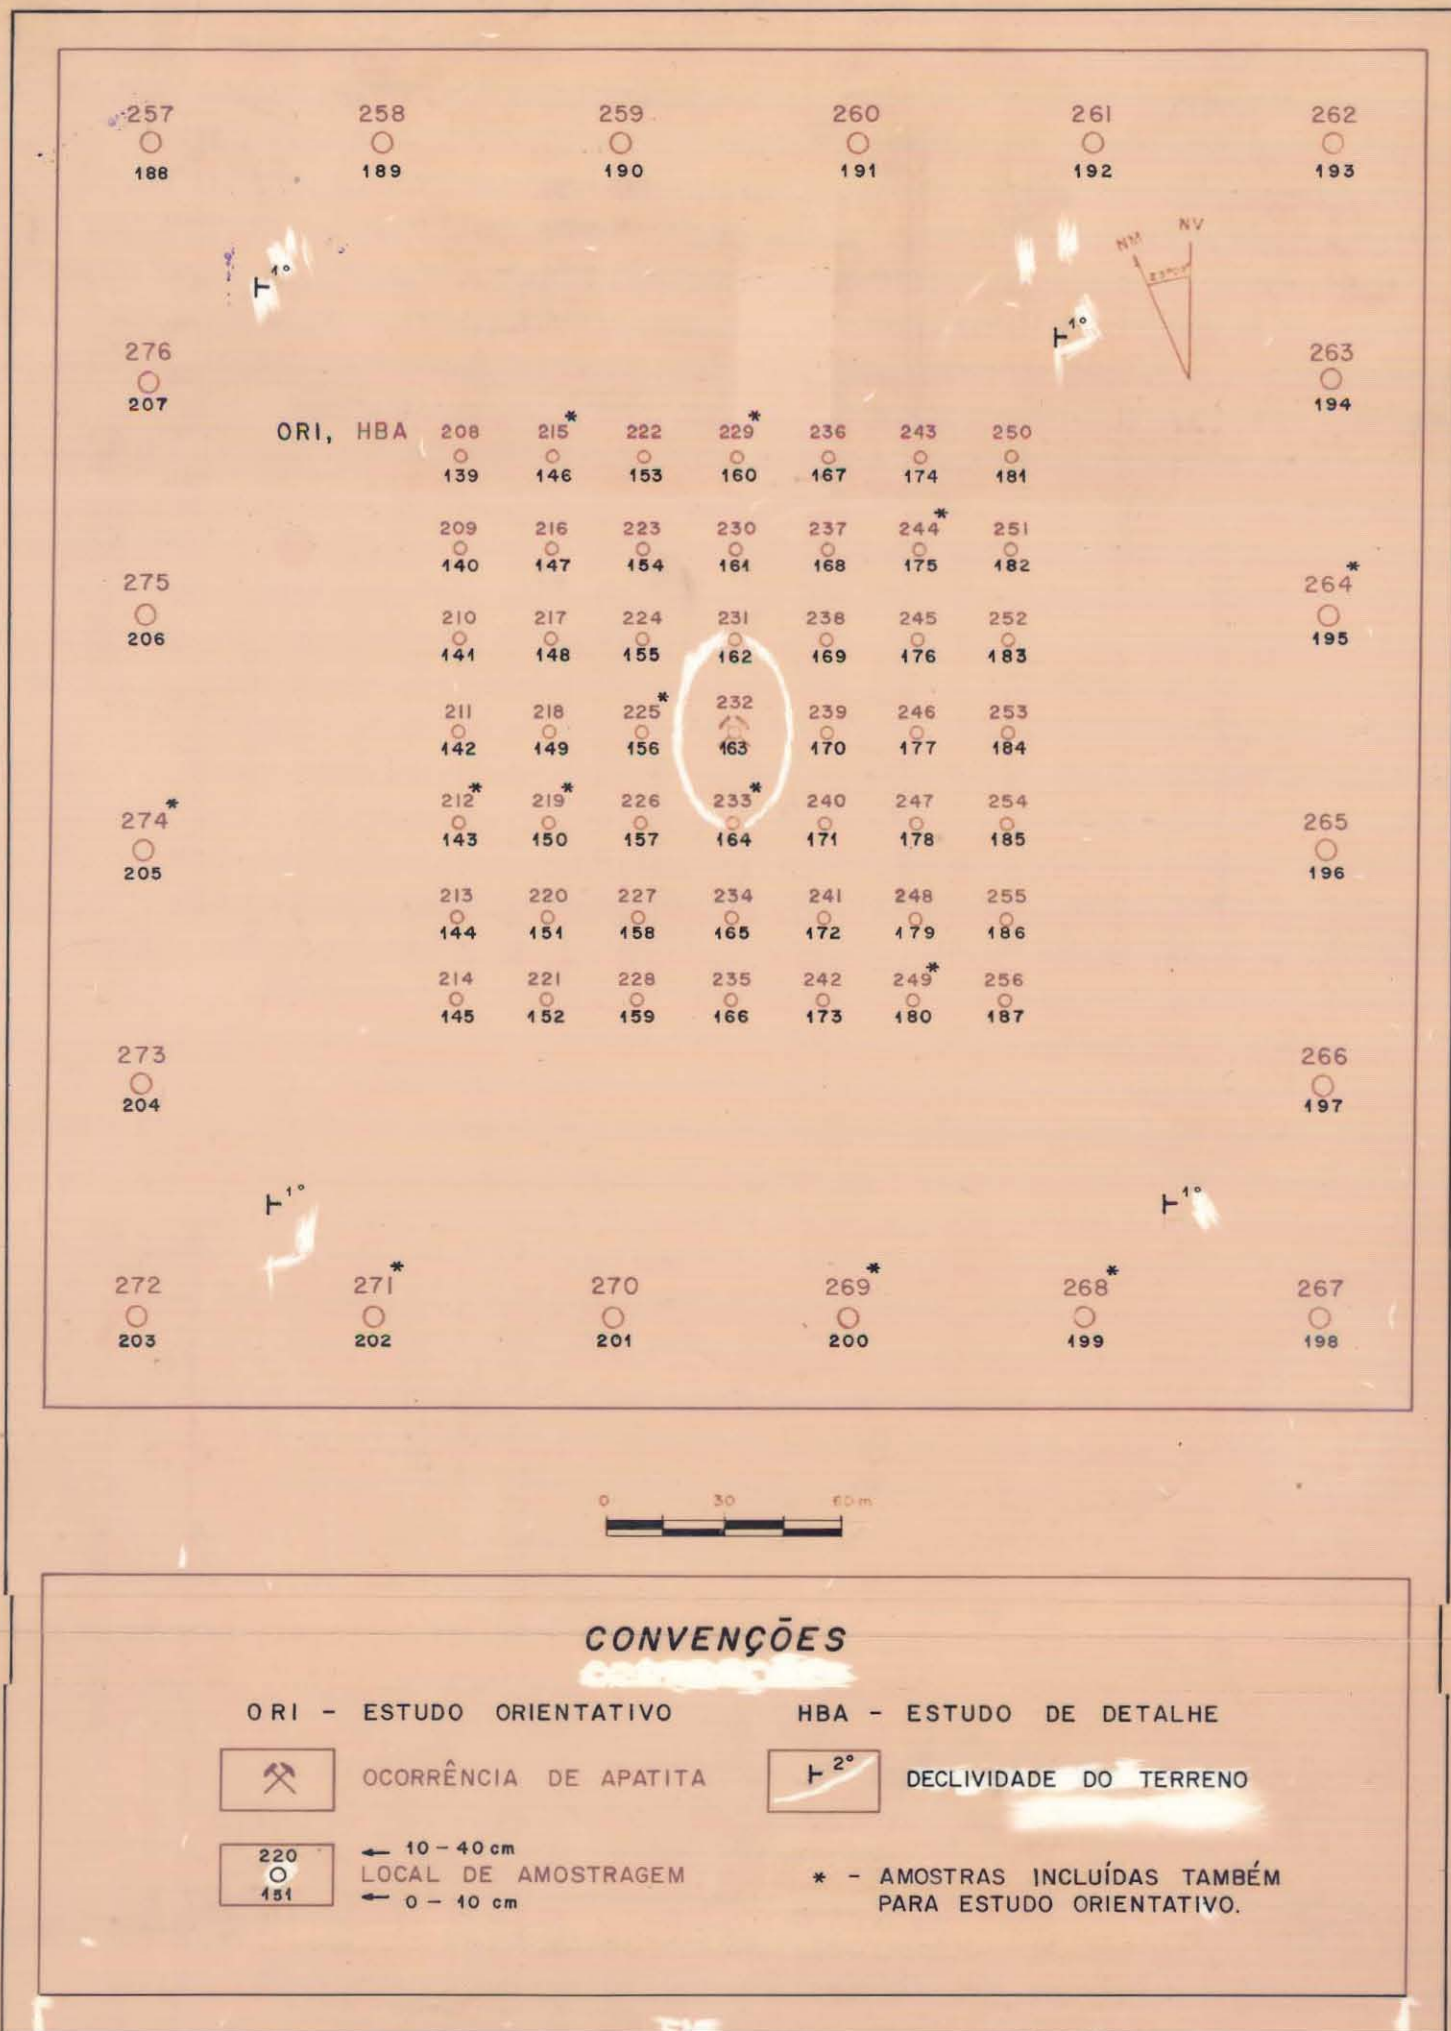 257 258 259 260 261 262
188 189 190 191 192 193
NM NV
1° 1°
276 263
207 194
ORI, HBA 208 215* 222 229* 236 243 250
139 146 153 160 167 174 181
209 216 223 230 237 244* 251
140 147 154 161 168 175 182
275 264*
206 195
210 217 224 231 238 245 252
141 148 155 162 169 176 183
211 218 225* 232 239 246 253
142 149 156 163 170 177 184
212* 219* 226 233* 240 247 254
143 150 157 164 171 178 185
274* 265
205 196
213 220 227 234 241 248 255
144 151 158 165 172 179 186
214 221 228 235 242 249* 256
145 152 159 166 173 180 187
273 266
204 197
1° 1°
272 271* 270 269* 268* 267
203 202 201 200 199 198
0 30 60 m
CONVENÇÕES
ORI - ESTUDO ORIENTATIVO HBA - ESTUDO DE DETALHE
OCORRÊNCIA DE APATITA 2° DECLIVIDADE DO TERRENO
220 ← 10 - 40 cm
LOCAL DE AMOSTRAGEM
151 ← 0 - 10 cm
* - AMOSTRAS INCLUÍDAS TAMBÉM
PARA ESTUDO ORIENTATIVO.